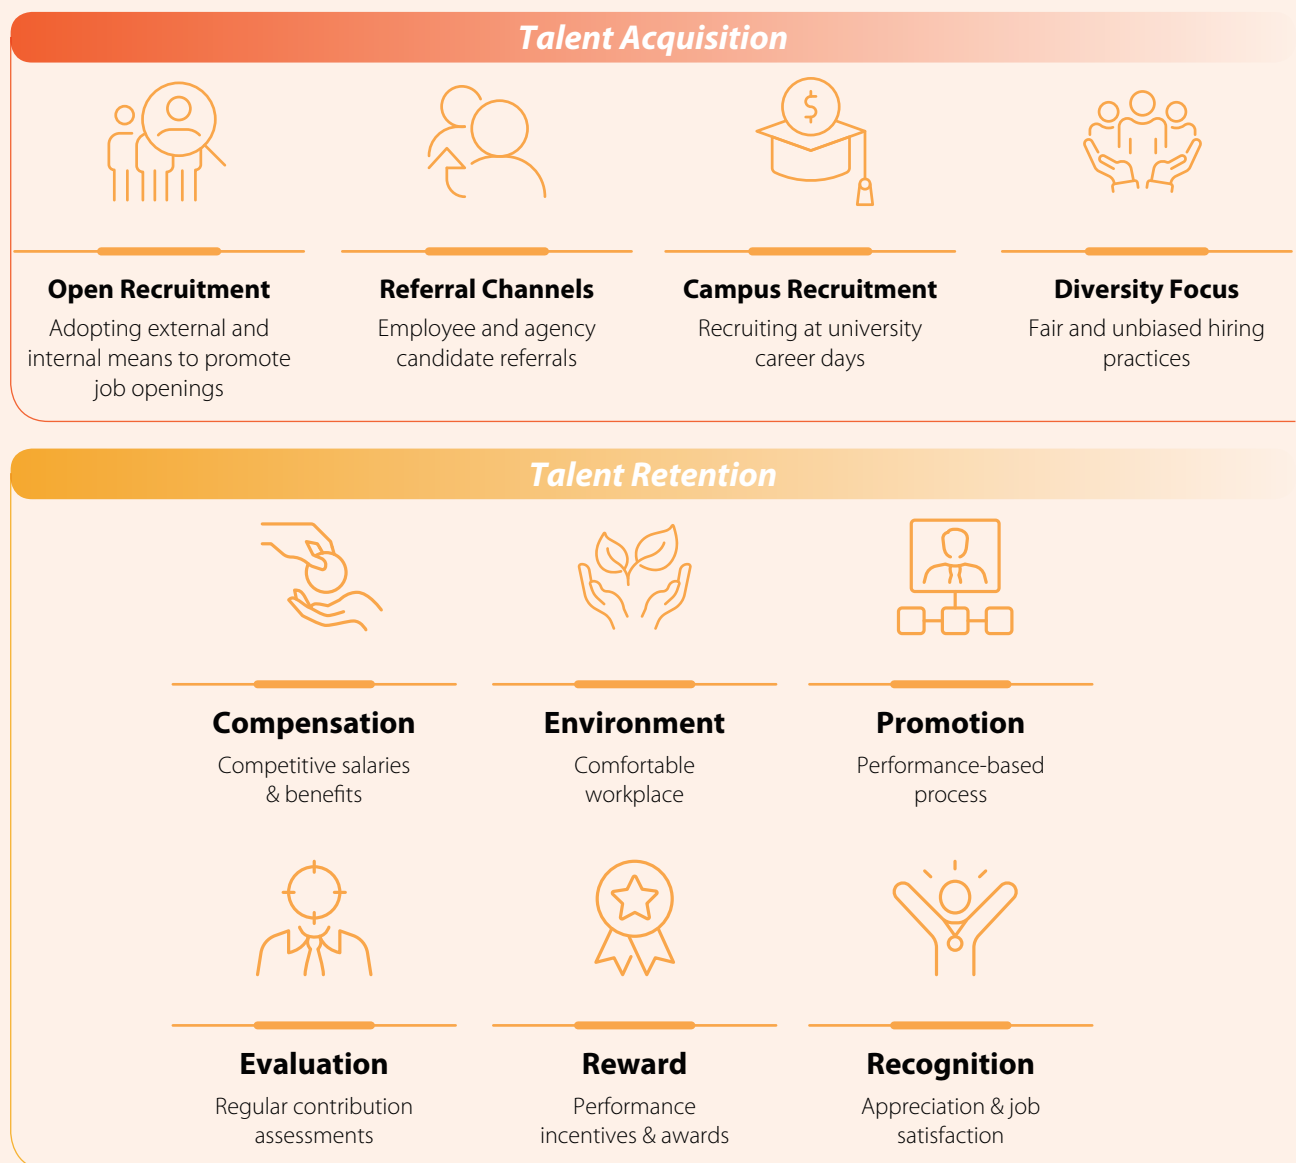 Talent Acquisition
$
Open Recruitment
Adopting external and
internal means to promote
job openings
Referral Channels
Employee and agency
candidate referrals
Campus Recruitment
Recruiting at university
career days
Diversity Focus
Fair and unbiased hiring
practices
Talent Retention
Compensation
Competitive salaries
& benefits
Environment
Comfortable
workplace
Promotion
Performance-based
process
Evaluation
Regular contribution
assessments
Reward
Performance
incentives & awards
Recognition
Appreciation & job
satisfaction